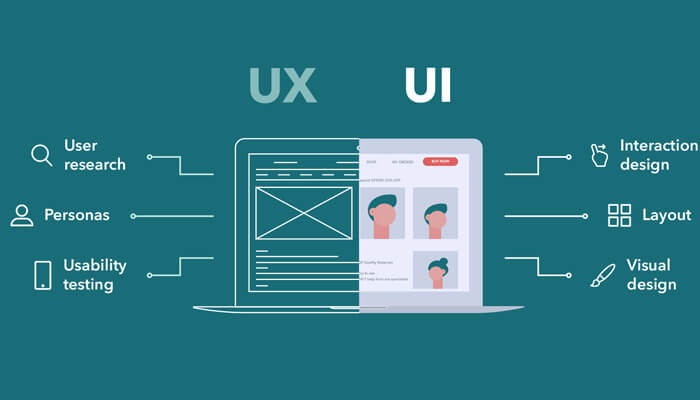 UX
UI
User
research
Personas
Usability
testing
Interaction
design
Layout
Visual
design
BUY NOW